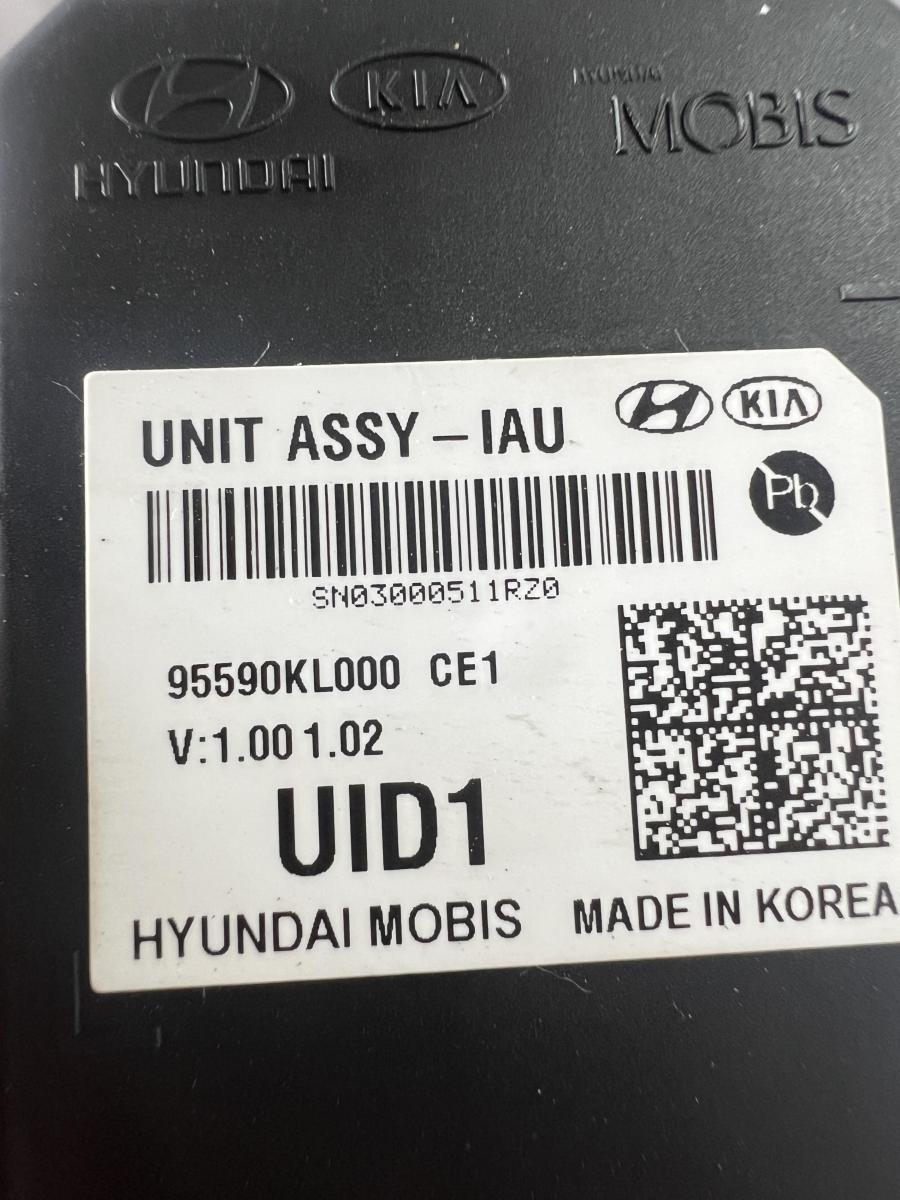 KIA
HYUNDAI
MOBIS
HYUNDAI
UNIT ASSY-IAU
KIA
Pb
SN03000511RZ0
95590KL000 CE1
V:1.00 1.02
UID1
HYUNDAI MOBIS MADE IN KOREA